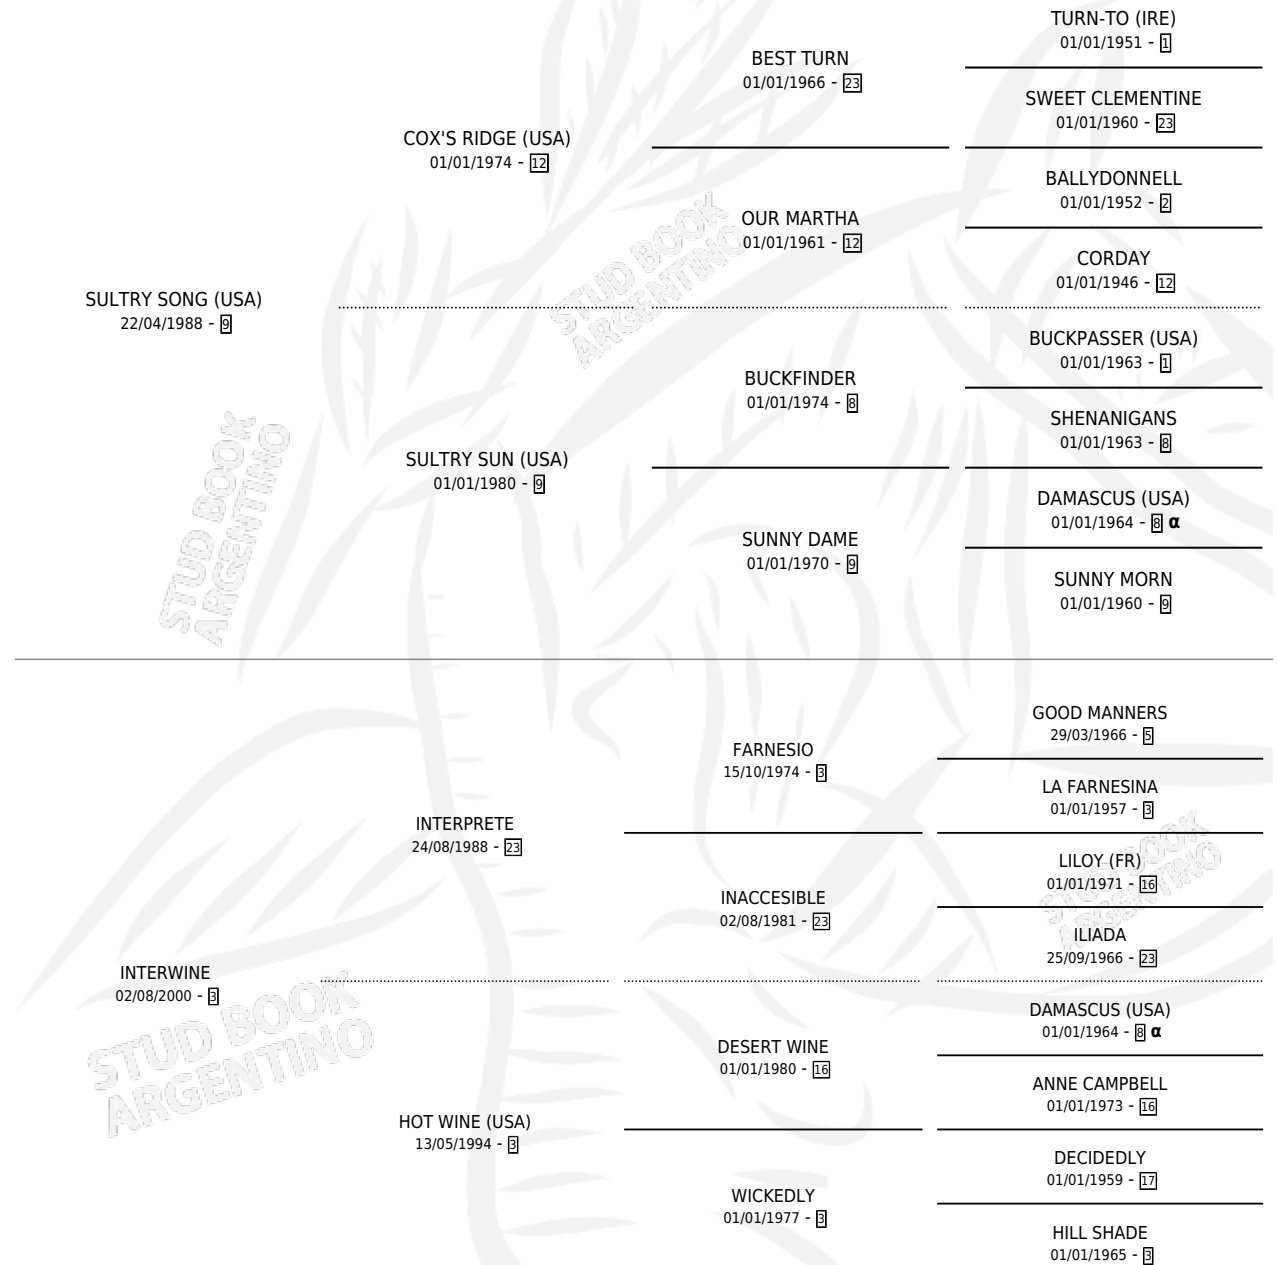 SULTRY SONG (USA)
22/04/1988 - 9
COX'S RIDGE (USA)
01/01/1974 - 12
BEST TURN
01/01/1966 - 23
TURN-TO (IRE)
01/01/1951 - 1
SWEET CLEMENTINE
01/01/1960 - 23
OUR MARTHA
01/01/1961 - 12
BALLYDONNELL
01/01/1952 - 2
CORDAY
01/01/1946 - 12
SULTRY SUN (USA)
01/01/1980 - 9
BUCKFINDER
01/01/1974 - 8
BUCKPASSER (USA)
01/01/1963 - 1
SHENANIGANS
01/01/1963 - 8
SUNNY DAME
01/01/1970 - 9
DAMASCUS (USA)
01/01/1964 - 8 α
SUNNY MORN
01/01/1960 - 9
INTERWINE
02/08/2000 - 3
INTERPRETE
24/08/1988 - 23
FARNESIO
15/10/1974 - 3
GOOD MANNERS
29/03/1966 - 5
LA FARNESINA
01/01/1957 - 3
INACCESIBLE
02/08/1981 - 23
LILOY (FR)
01/01/1971 - 16
ILIADA
25/09/1966 - 23
HOT WINE (USA)
13/05/1994 - 3
DESERT WINE
01/01/1980 - 16
DAMASCUS (USA)
01/01/1964 - 8 α
ANNE CAMPBELL
01/01/1973 - 16
WICKEDLY
01/01/1977 - 3
DECIDEDLY
01/01/1959 - 17
HILL SHADE
01/01/1965 - 3
STUD BOOK
ARGENTINO
STUD BOOK
ARGENTINO
STUD BOOK
ARGENTINO
STUD BOOK
ARGENTINO